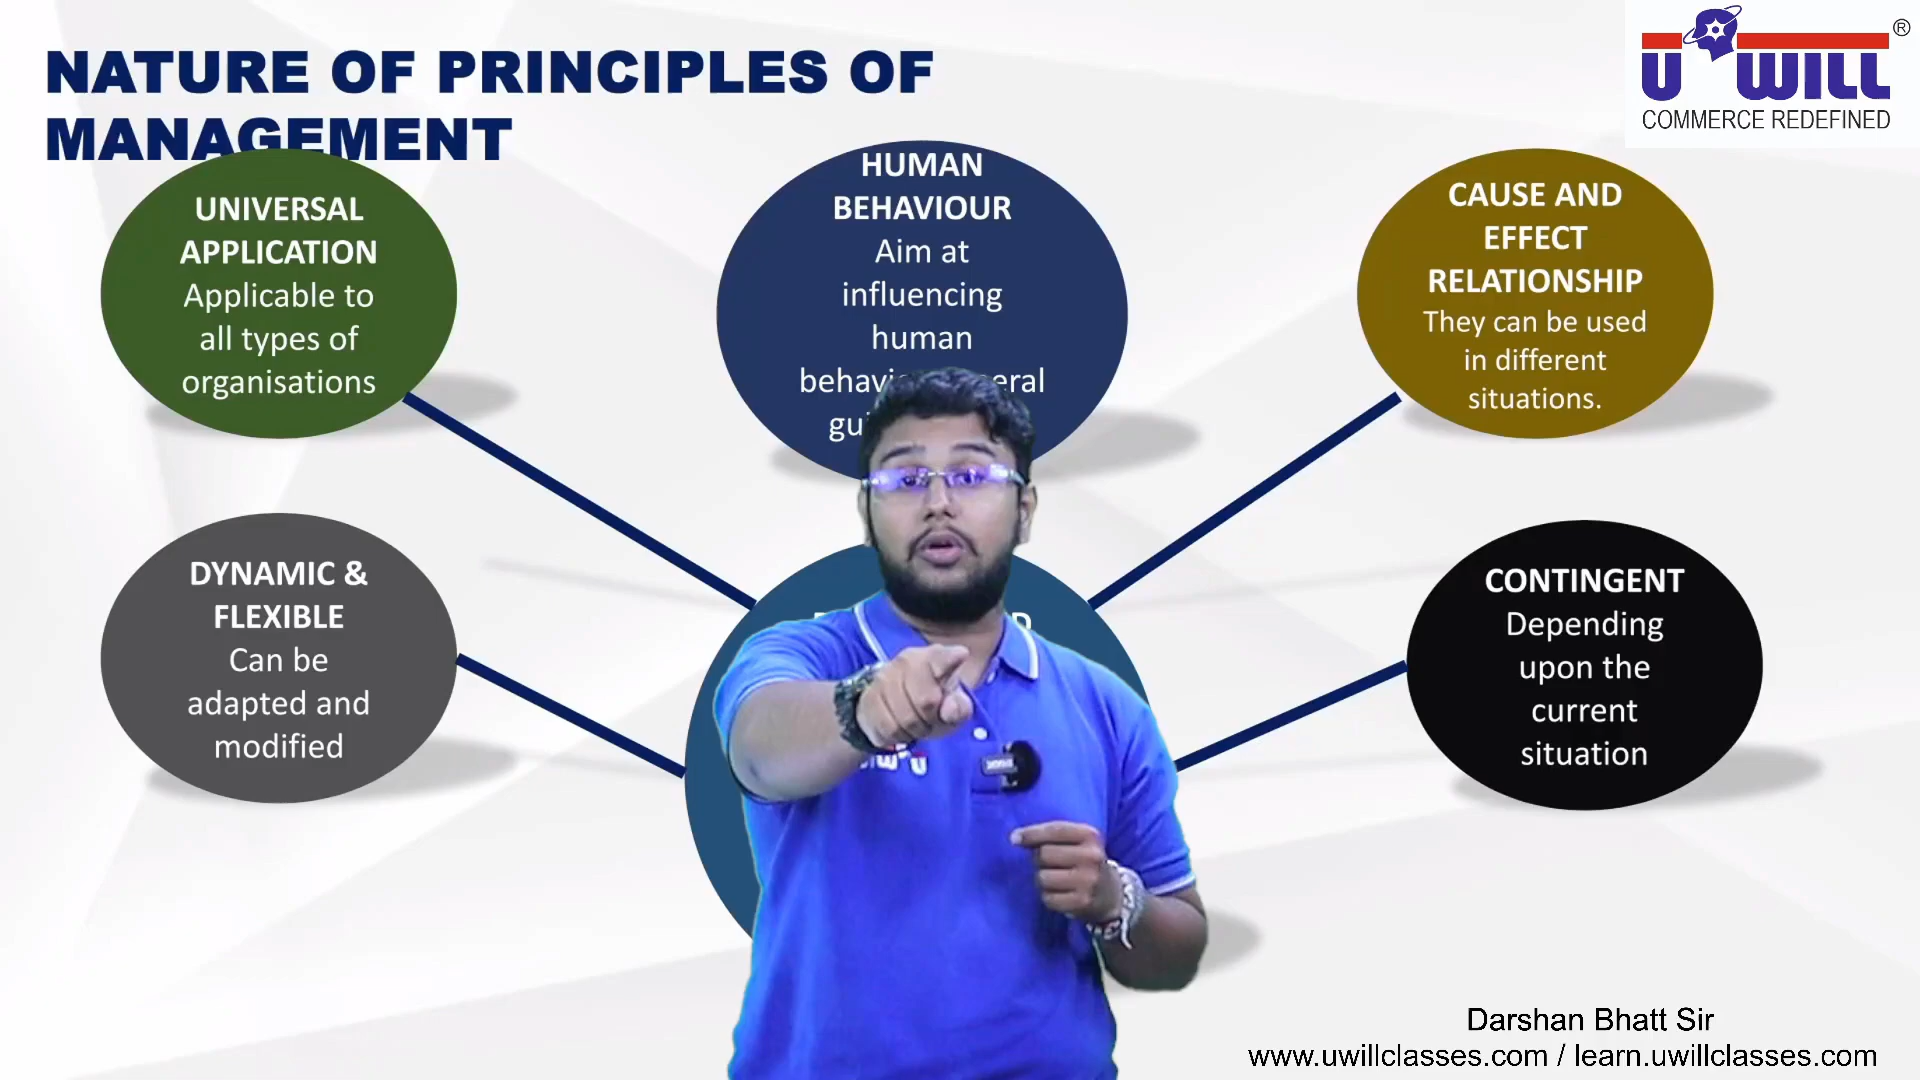 NATURE OF PRINCIPLES OF
MANAGEMENT
U WILL ®
COMMERCE REDEFINED
UNIVERSAL
APPLICATION
Applicable to
all types of
organisations
HUMAN
BEHAVIOUR
Aim at
influencing
human
CAUSE AND
EFFECT
RELATIONSHIP
They can be used
in different
situations.
DYNAMIC &
FLEXIBLE
Can be
adapted and
modified
CONTINGENT
Depending
upon the
current
situation
Darshan Bhatt Sir
www.uwillclasses.com / learn.uwillclasses.com